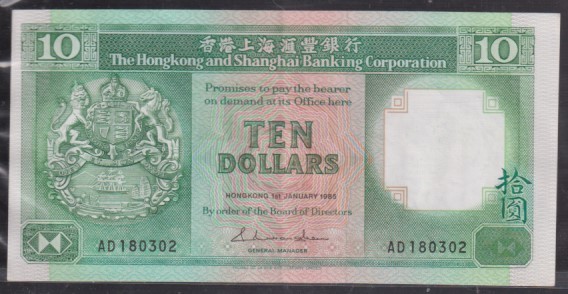 10 香港上海滙豐銀行 10
The Hongkong and Shanghai Banking Corporation
Promises to pay the bearer
on demand at its Office here
TEN
DOLLARS
HONGKONG 1ST JANUARY 1985
By order of the Board of Directors
拾圓
AD180302 AD180302
GENERAL MANAGER